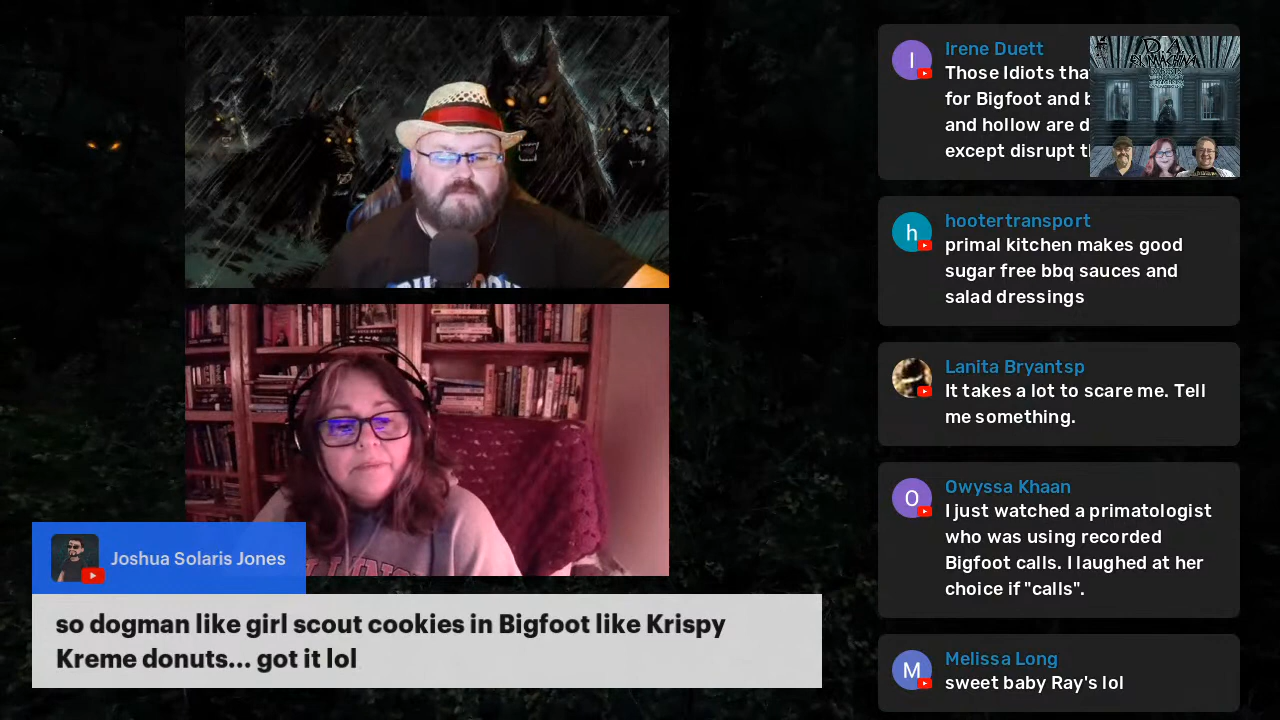 Irene Duett
Those Idiots tha
for Bigfoot and b
and hollow are d
except disrupt t
hootertransport
primal kitchen makes good
sugar free bbq sauces and
salad dressings
Lanita Bryantsp
It takes a lot to scare me. Tell
me something.
Owyssa Khaan
I just watched a primatologist
who was using recorded
Bigfoot calls. I laughed at her
choice if "calls".
Melissa Long
sweet baby Ray's lol
Joshua Solaris Jones
so dogman like girl scout cookies in Bigfoot like Krispy
Kreme donuts... got it lol